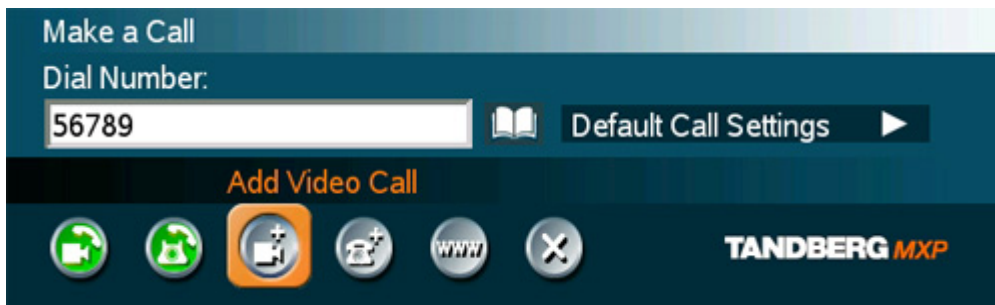 Make a Call
Dial Number:
56789
Default Call Settings
Add Video Call
www
TANDBERG MXP